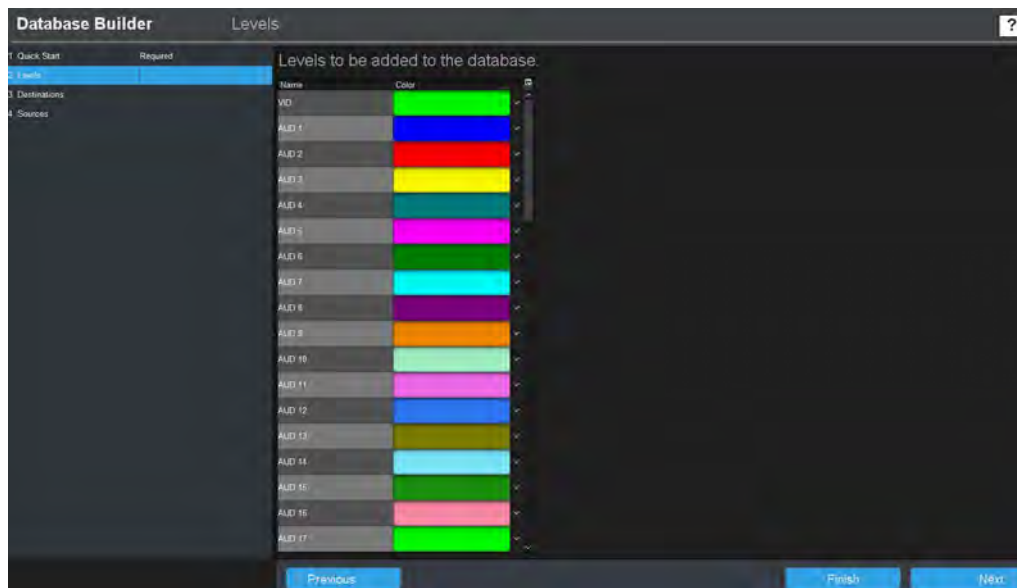 Database Builder Levels ?
1 Quick Start Required
2 Levels
3 Destinations
4 Sources
Levels to be added to the database.
Name Color
VID
AUD 1
AUD 2
AUD 3
AUD 4
AUD 5
AUD 6
AUD 7
AUD 8
AUD 9
AUD 10
AUD 11
AUD 12
AUD 13
AUD 14
AUD 15
AUD 16
AUD 17
Previous Finish Next